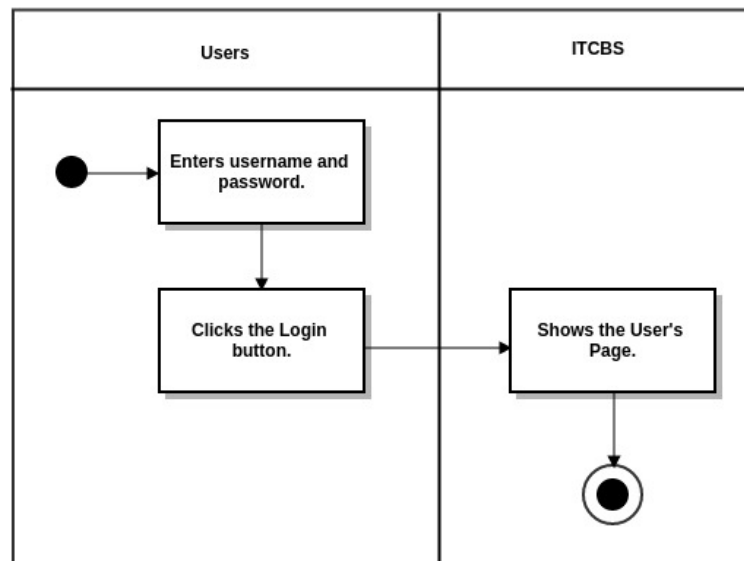 Users
ITCBS
Enters username and
password.
Clicks the Login
button.
Shows the User's
Page.